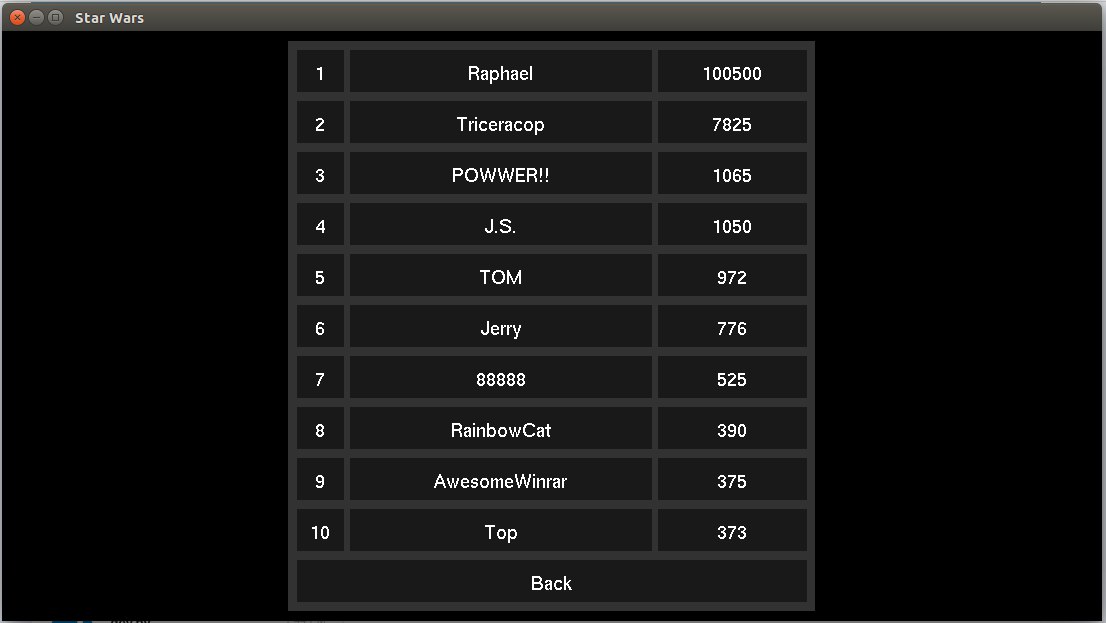 Star Wars
1 Raphael 100500
2 Triceracop 7825
3 POWWER!! 1065
4 J.S. 1050
5 TOM 972
6 Jerry 776
7 88888 525
8 RainbowCat 390
9 AwesomeWinrar 375
10 Top 373
Back